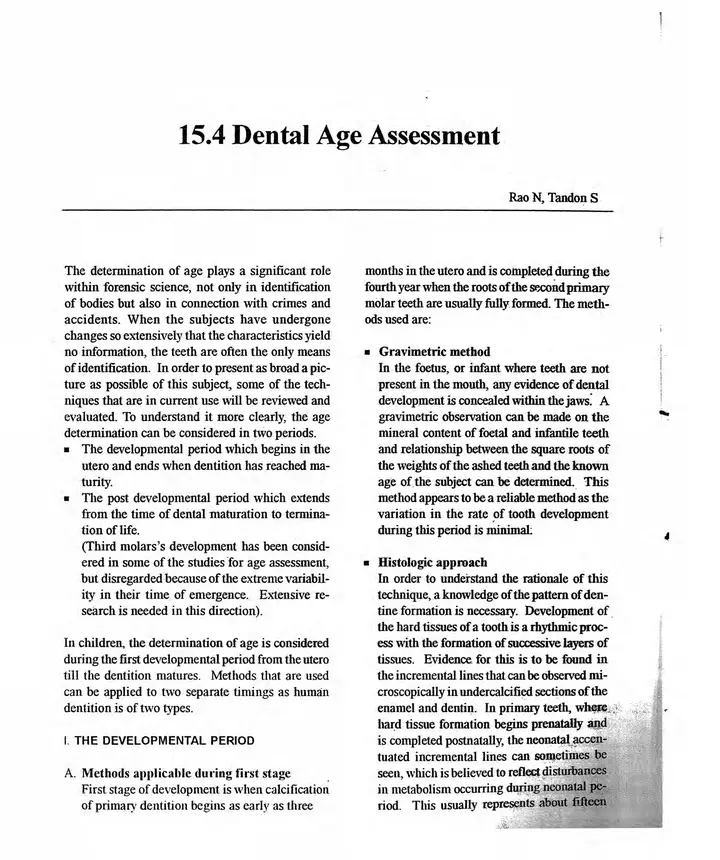 15.4 Dental Age Assessment
Rao N, Tandon S
The determination of age plays a significant role
within forensic science, not only in identification
of bodies but also in connection with crimes and
accidents. When the subjects have undergone
changes so extensively that the characteristics yield
no information, the teeth are often the only means
of identification. In order to present as broad a pic-
ture as possible of this subject, some of the tech-
niques that are in current use will be reviewed and
evaluated. To understand it more clearly, the age
determination can be considered in two periods.
■ The developmental period which begins in the
utero and ends when dentition has reached ma-
turity.
■ The post developmental period which extends
from the time of dental maturation to termina-
tion of life.
(Third molars's development has been consid-
ered in some of the studies for age assessment,
but disregarded because of the extreme variabil-
ity in their time of emergence. Extensive re-
search is needed in this direction).
In children, the determination of age is considered
during the first developmental period from the utero
till the dentition matures. Methods that are used
can be applied to two separate timings as human
dentition is of two types.
I. THE DEVELOPMENTAL PERIOD
A. Methods applicable during first stage
First stage of development is when calcification
of primary dentition begins as early as three
months in the utero and is completed during the
fourth year when the roots of the second primary
molar teeth are usually fully formed. The meth-
ods used are:
■ Gravimetric method
In the foetus, or infant where teeth are not
present in the mouth, any evidence of dental
development is concealed within the jaws. A
gravimetric observation can be made on the
mineral content of foetal and infantile teeth
and relationship between the square roots of
the weights of the ashed teeth and the known
age of the subject can be determined. This
method appears to be a reliable method as the
variation in the rate of tooth development
during this period is minimal:
■ Histologic approach
In order to understand the rationale of this
technique, a knowledge of the pattern of den-
tine formation is necessary. Development of
the hard tissues of a tooth is a rhythmic proc-
ess with the formation of successive layers of
tissues. Evidence for this is to be found in
the incremental lines that can be observed mi-
croscopically in undercalcified sections of the
enamel and dentin. In primary teeth, where
hard tissue formation begins prenatally and
is completed postnatally, the neonatal accen-
tuated incremental lines can sometimes be
seen, which is believed to reflect disturbances
in metabolism occurring during neonatal pe-
riod. This usually represents about fifteen